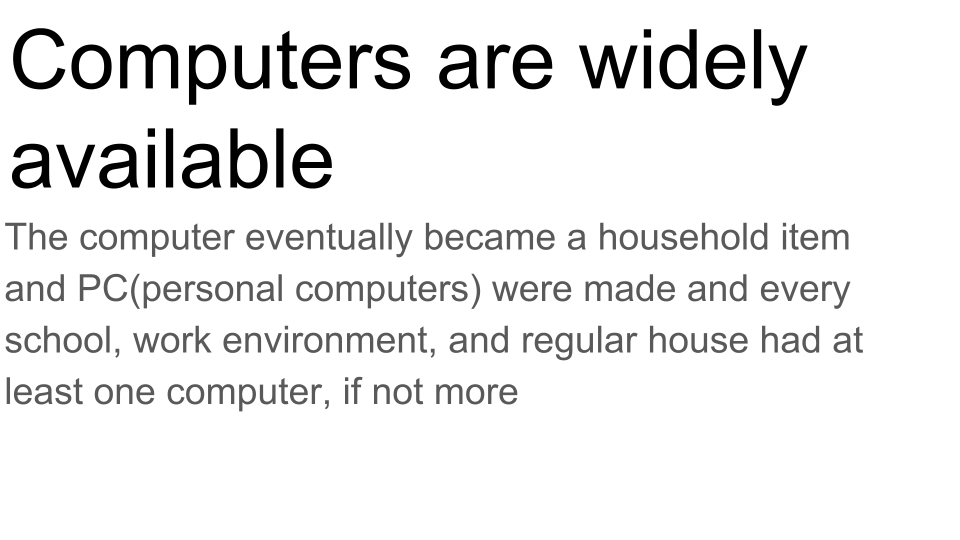 Computers are widely
available
The computer eventually became a household item
and PC(personal computers) were made and every
school, work environment, and regular house had at
least one computer, if not more